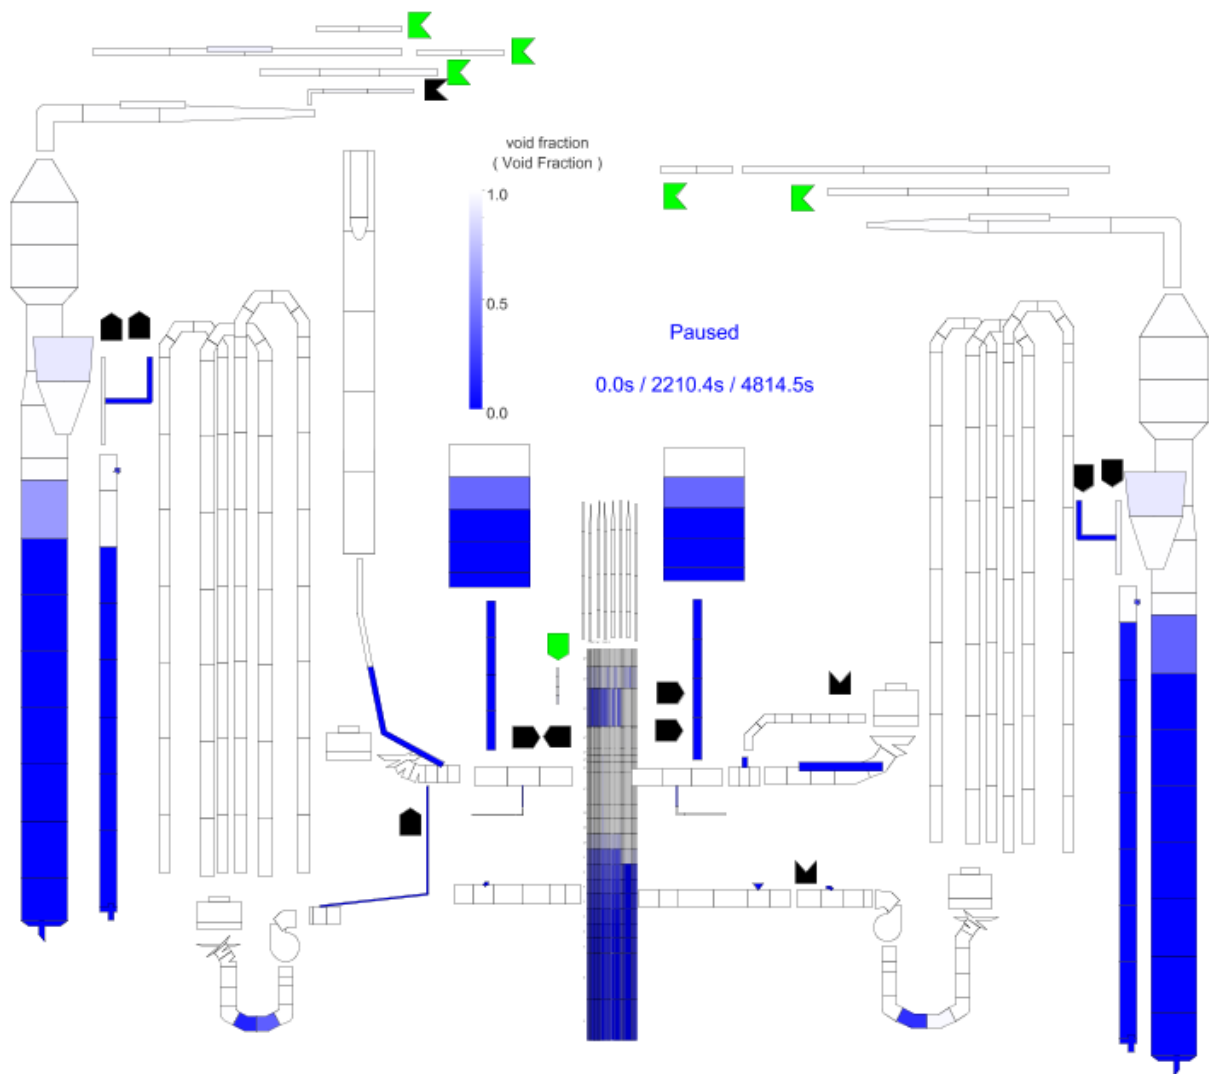 void fraction
( Void Fraction )
1.0
0.5
0.0
Paused
0.0s / 2210.4s / 4814.5s